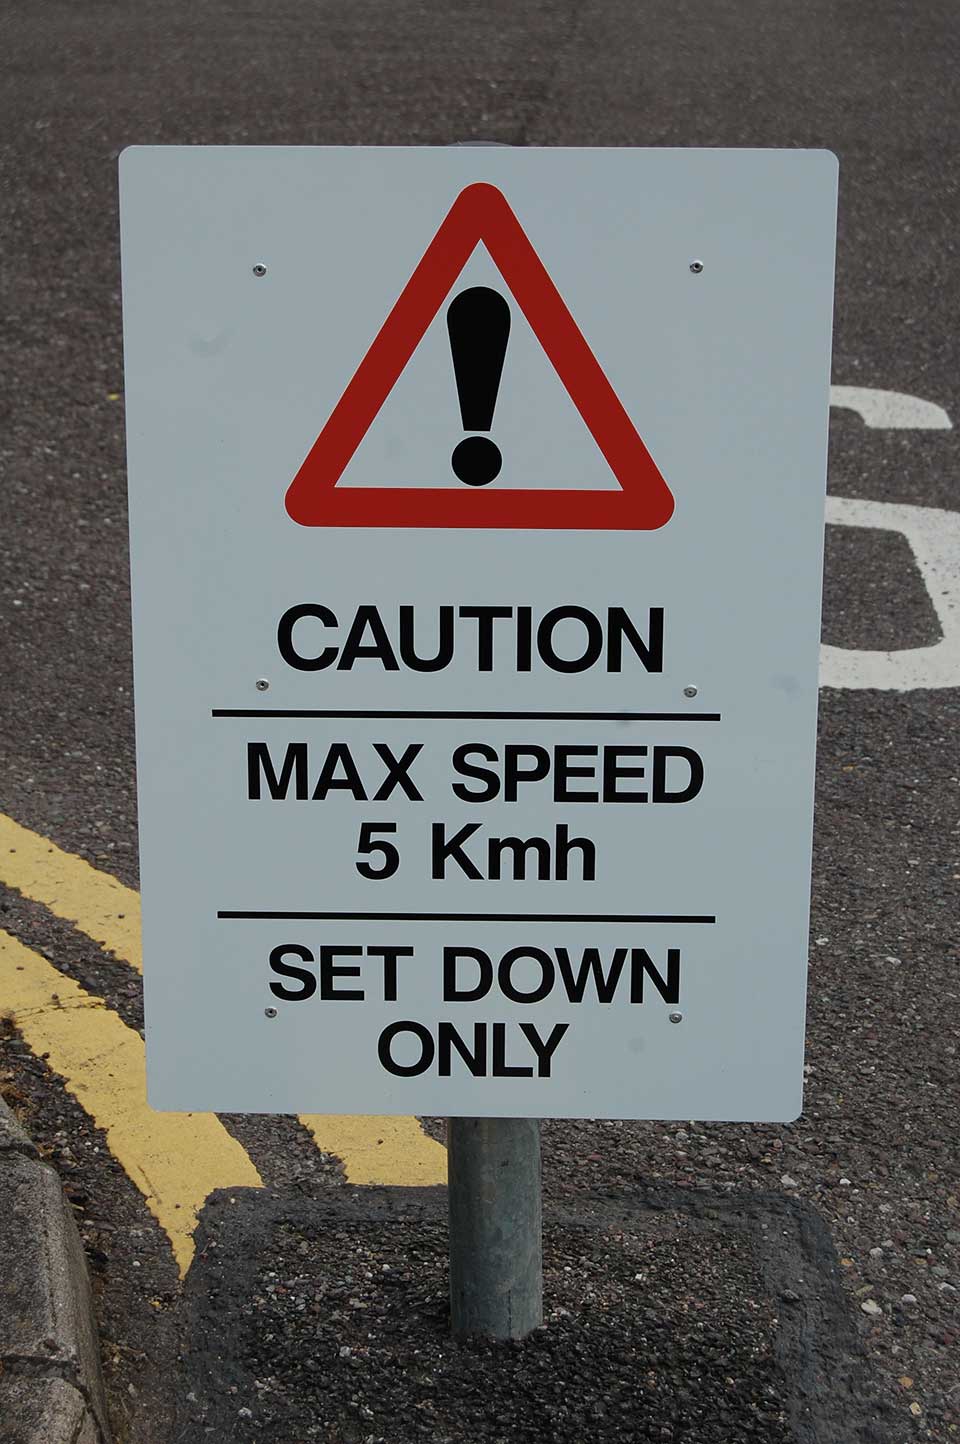 CAUTION
MAX SPEED
5 Kmh
SET DOWN
ONLY